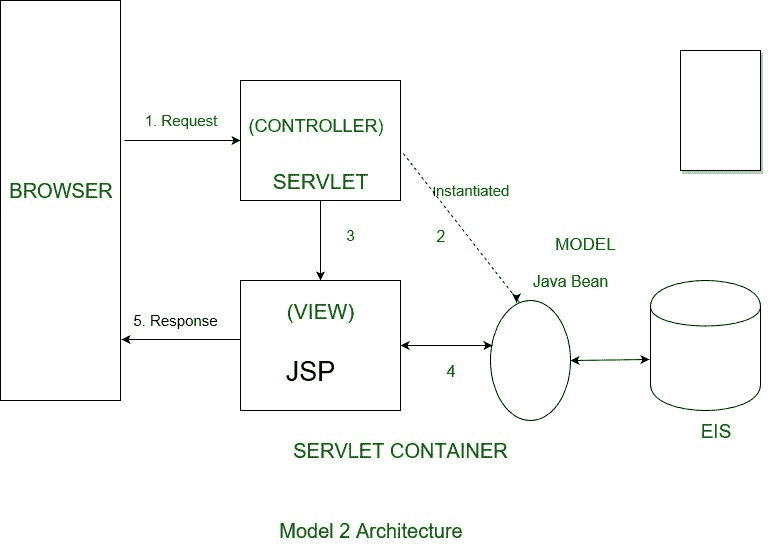 1. Request
(CONTROLLER)
SERVLET
BROWSER
instantiated
2
3
MODEL
Java Bean
(VIEW)
5. Response
JSP
4
EIS
SERVLET CONTAINER
Model 2 Architecture